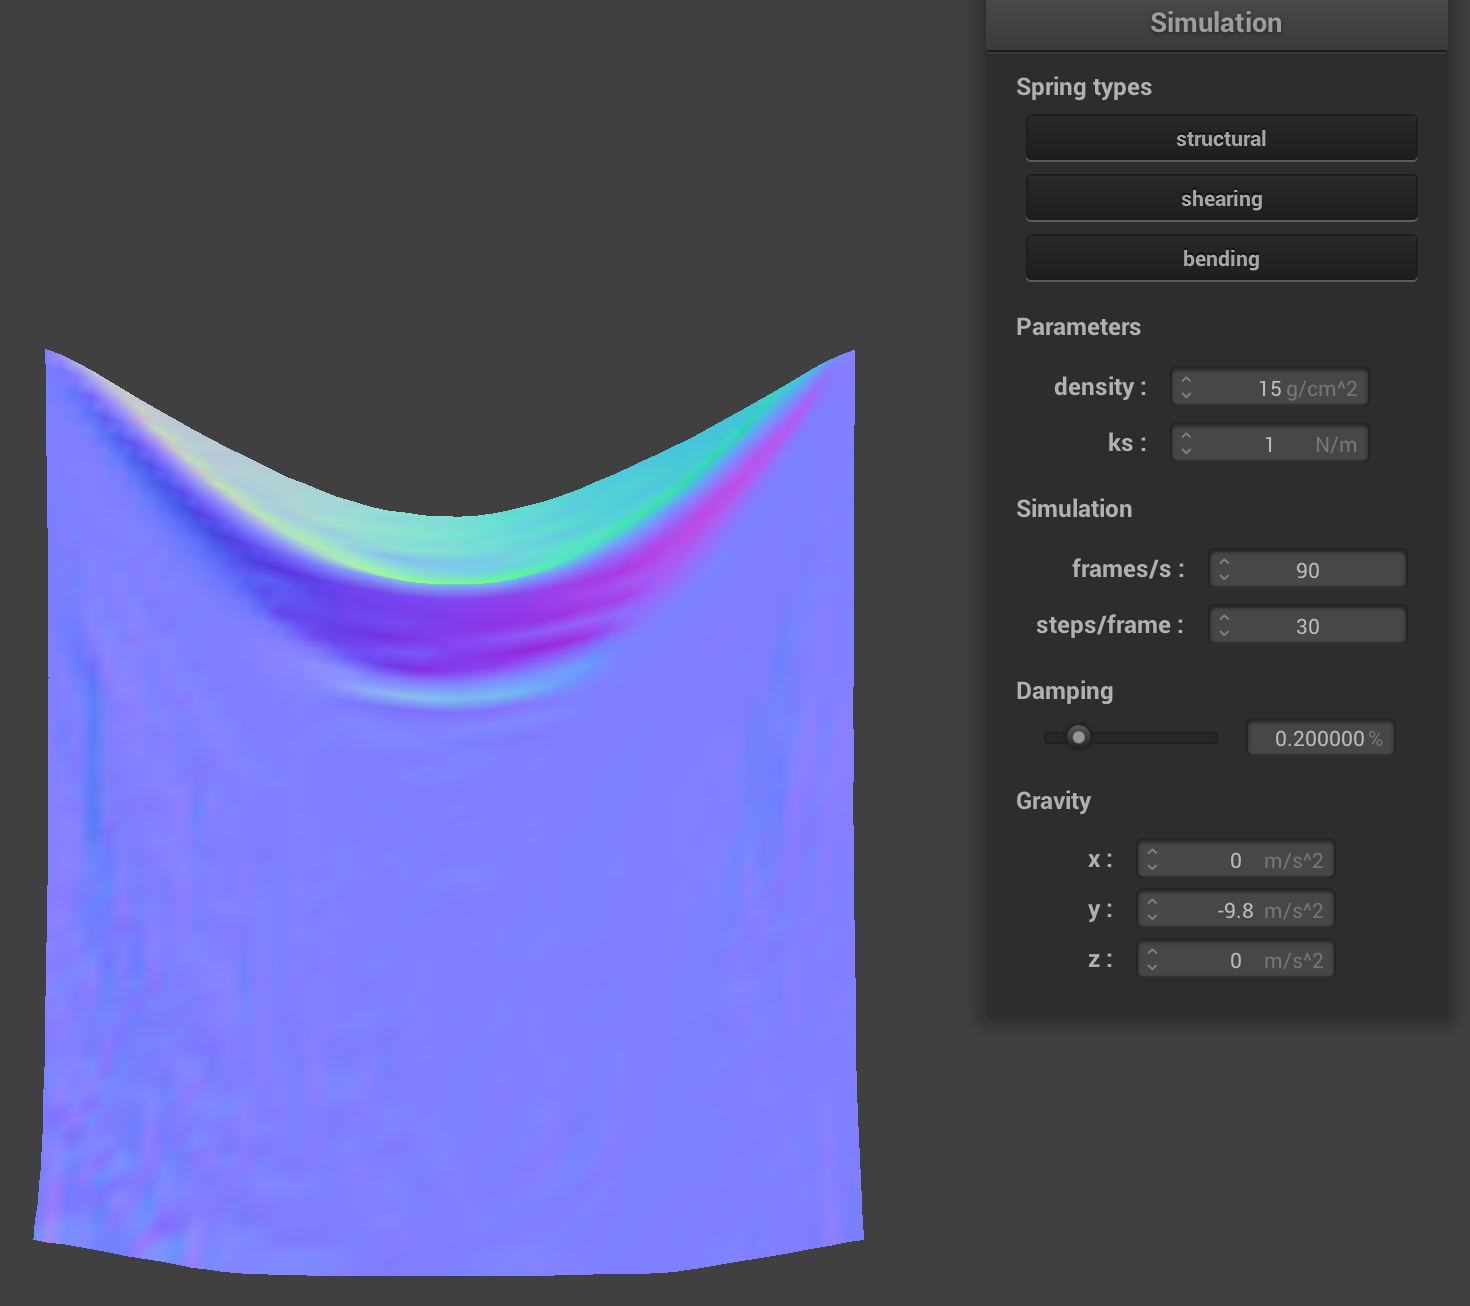 Simulation
Spring types
structural
shearing
bending
Parameters
density : 15 g/cm^2
ks : 1 N/m
Simulation
frames/s : 90
steps/frame : 30
Damping
0.200000 %
Gravity
x : 0 m/s^2
y : -9.8 m/s^2
z : 0 m/s^2